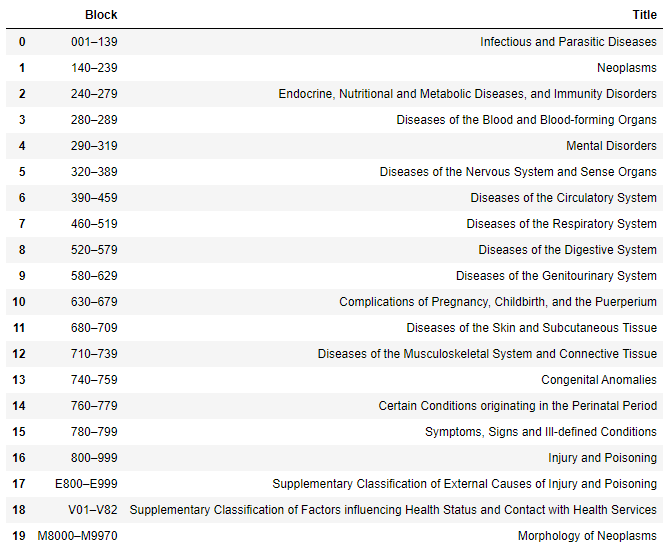 Block Title
0 001–139 Infectious and Parasitic Diseases
1 140–239 Neoplasms
2 240–279 Endocrine, Nutritional and Metabolic Diseases, and Immunity Disorders
3 280–289 Diseases of the Blood and Blood-forming Organs
4 290–319 Mental Disorders
5 320–389 Diseases of the Nervous System and Sense Organs
6 390–459 Diseases of the Circulatory System
7 460–519 Diseases of the Respiratory System
8 520–579 Diseases of the Digestive System
9 580–629 Diseases of the Genitourinary System
10 630–679 Complications of Pregnancy, Childbirth, and the Puerperium
11 680–709 Diseases of the Skin and Subcutaneous Tissue
12 710–739 Diseases of the Musculoskeletal System and Connective Tissue
13 740–759 Congenital Anomalies
14 760–779 Certain Conditions originating in the Perinatal Period
15 780–799 Symptoms, Signs and Ill-defined Conditions
16 800–999 Injury and Poisoning
17 E800–E999 Supplementary Classification of External Causes of Injury and Poisoning
18 V01–V82 Supplementary Classification of Factors influencing Health Status and Contact with Health Services
19 M8000–M9970 Morphology of Neoplasms